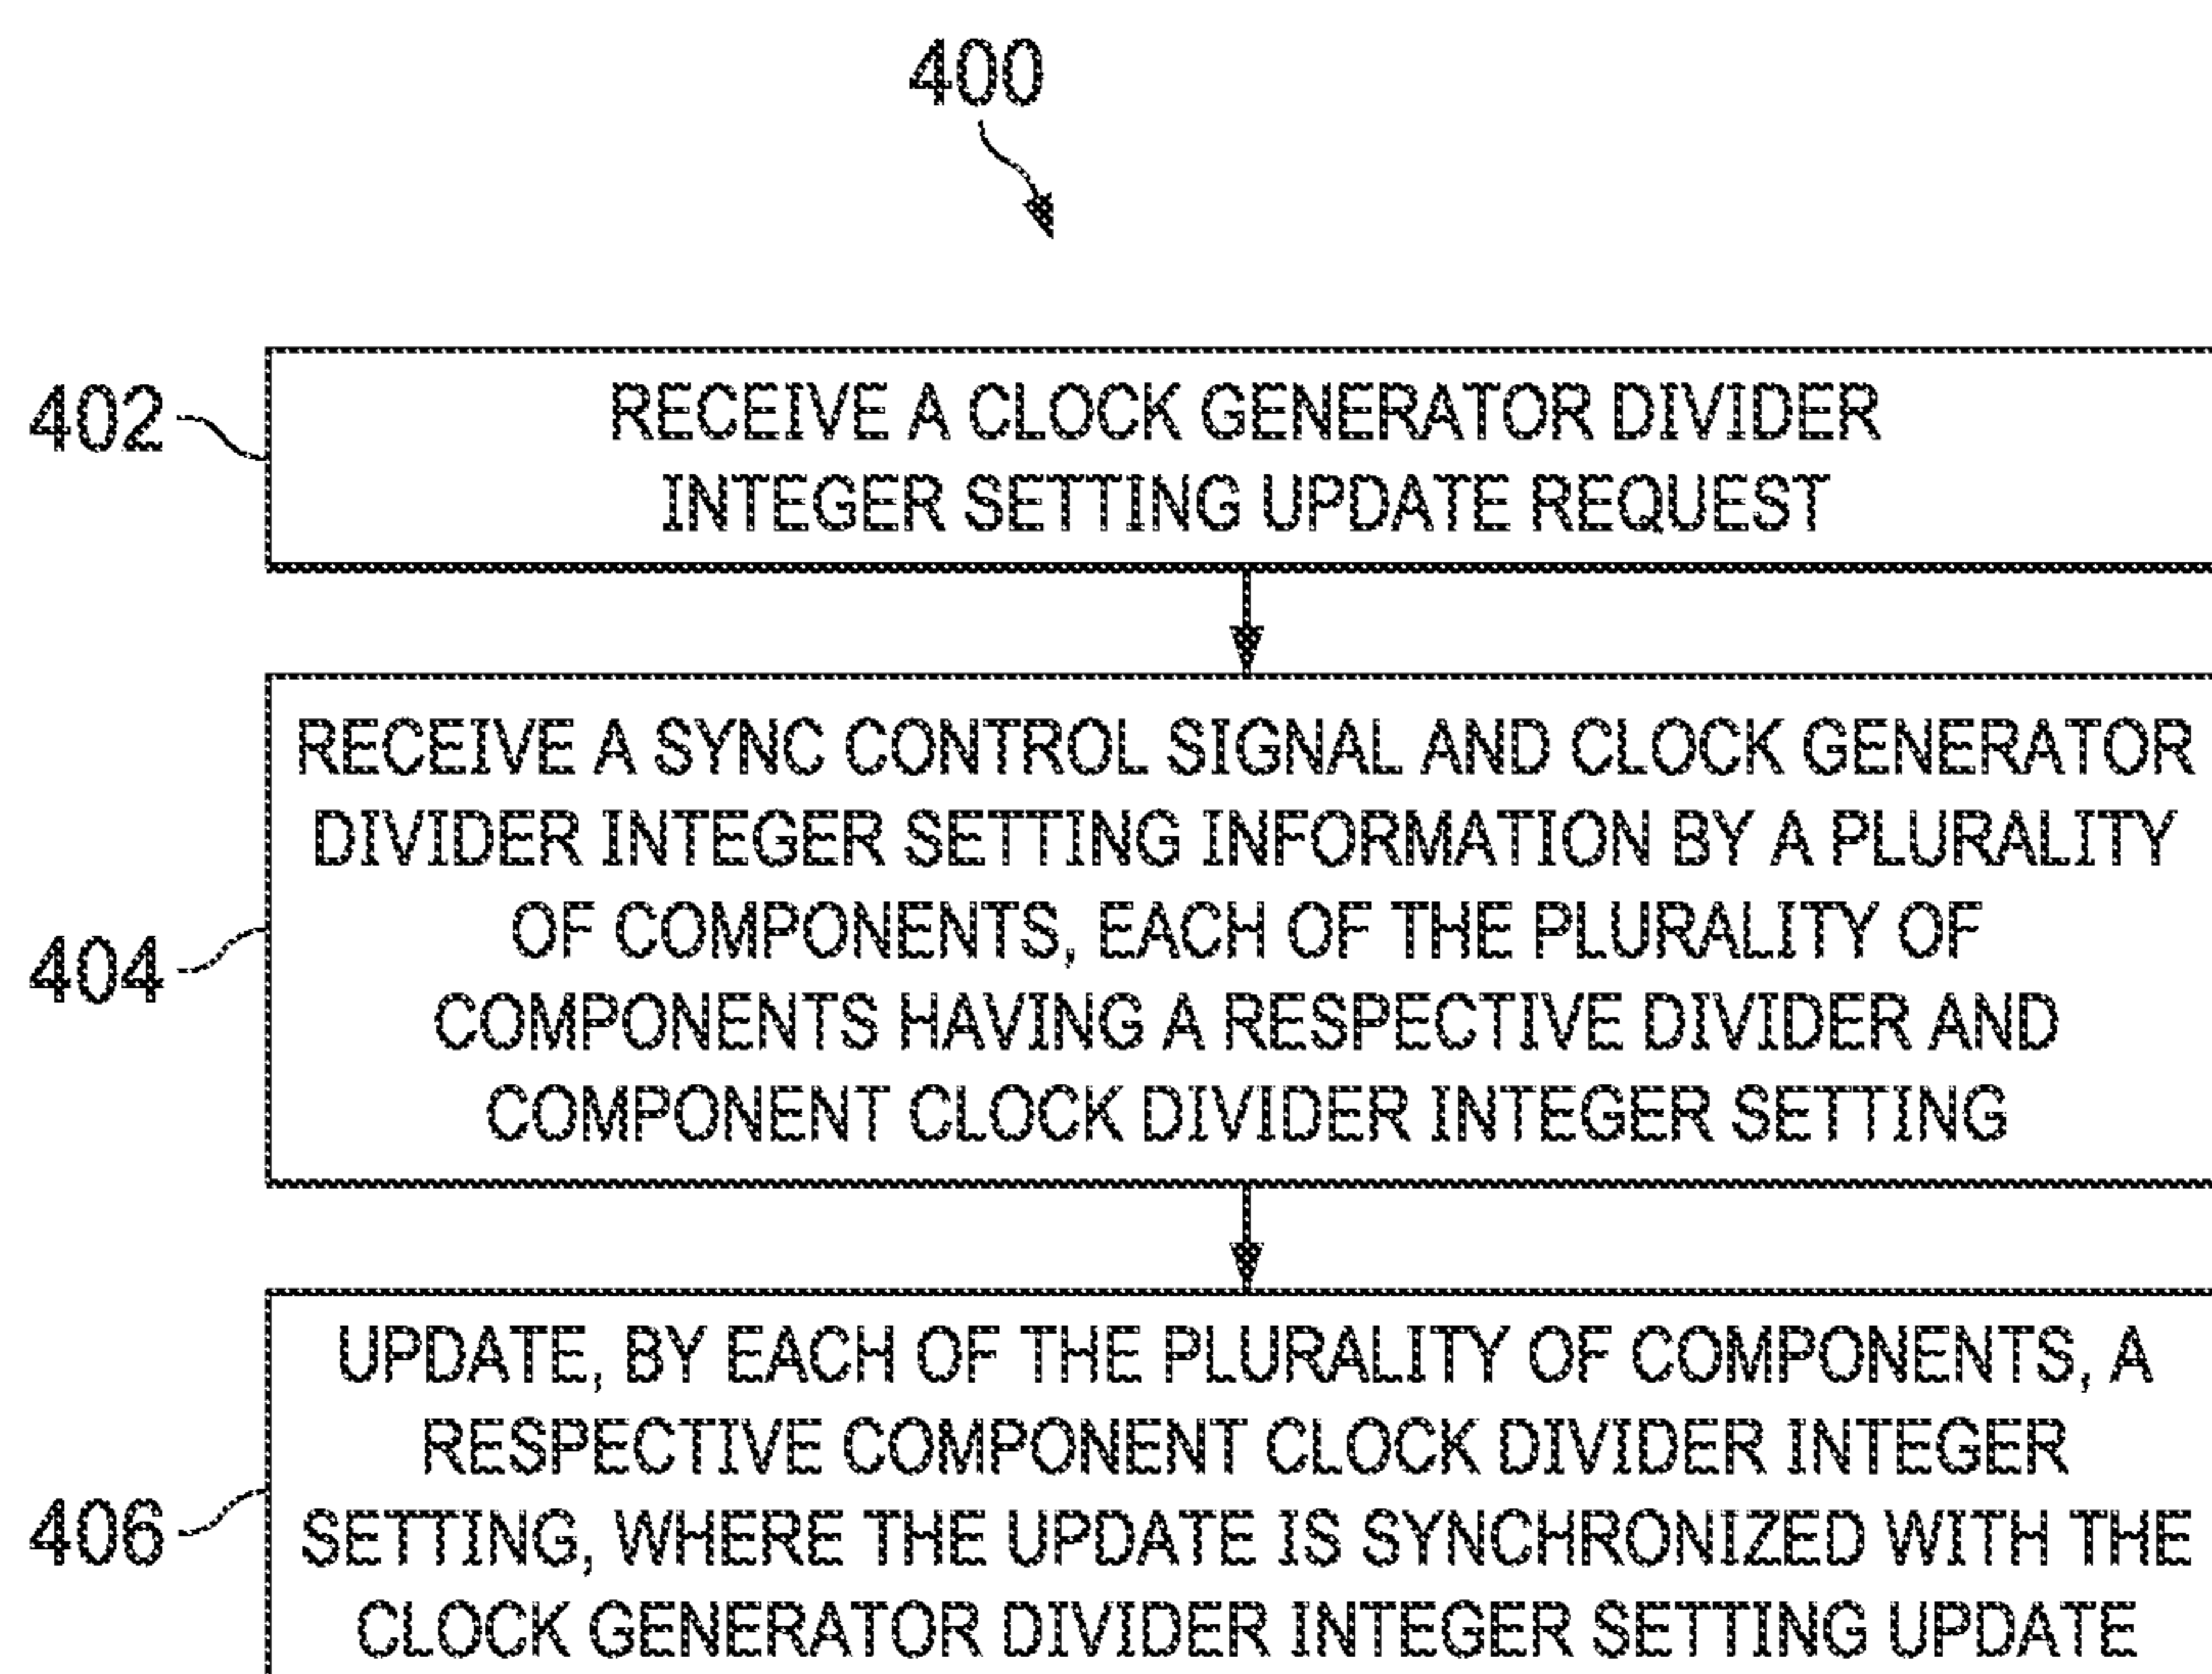 400
402
RECEIVE A CLOCK GENERATOR DIVIDER
INTEGER SETTING UPDATE REQUEST
404
RECEIVE A SYNC CONTROL SIGNAL AND CLOCK GENERATOR
DIVIDER INTEGER SETTING INFORMATION BY A PLURALITY
OF COMPONENTS, EACH OF THE PLURALITY OF
COMPONENTS HAVING A RESPECTIVE DIVIDER AND
COMPONENT CLOCK DIVIDER INTEGER SETTING
406
UPDATE, BY EACH OF THE PLURALITY OF COMPONENTS, A
RESPECTIVE COMPONENT CLOCK DIVIDER INTEGER
SETTING, WHERE THE UPDATE IS SYNCHRONIZED WITH THE
CLOCK GENERATOR DIVIDER INTEGER SETTING UPDATE